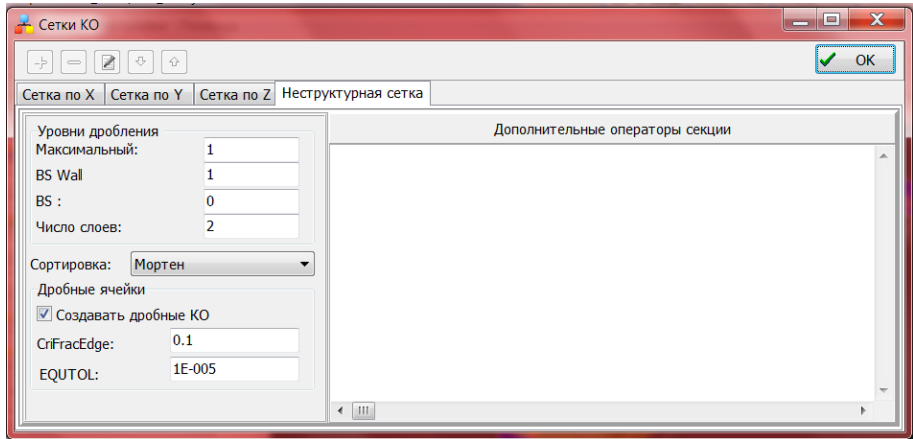 Сетки КО
OK
Сетка по X Сетка по Y Сетка по Z Неструктурная сетка
Уровни дробления
Максимальный: 1
BS Wall 1
BS : 0
Число слоев: 2
Сортировка: Мортен
Дробные ячейки
Создавать дробные КО
CriFracEdge: 0.1
EQUTOL: 1E-005
Дополнительные операторы секции